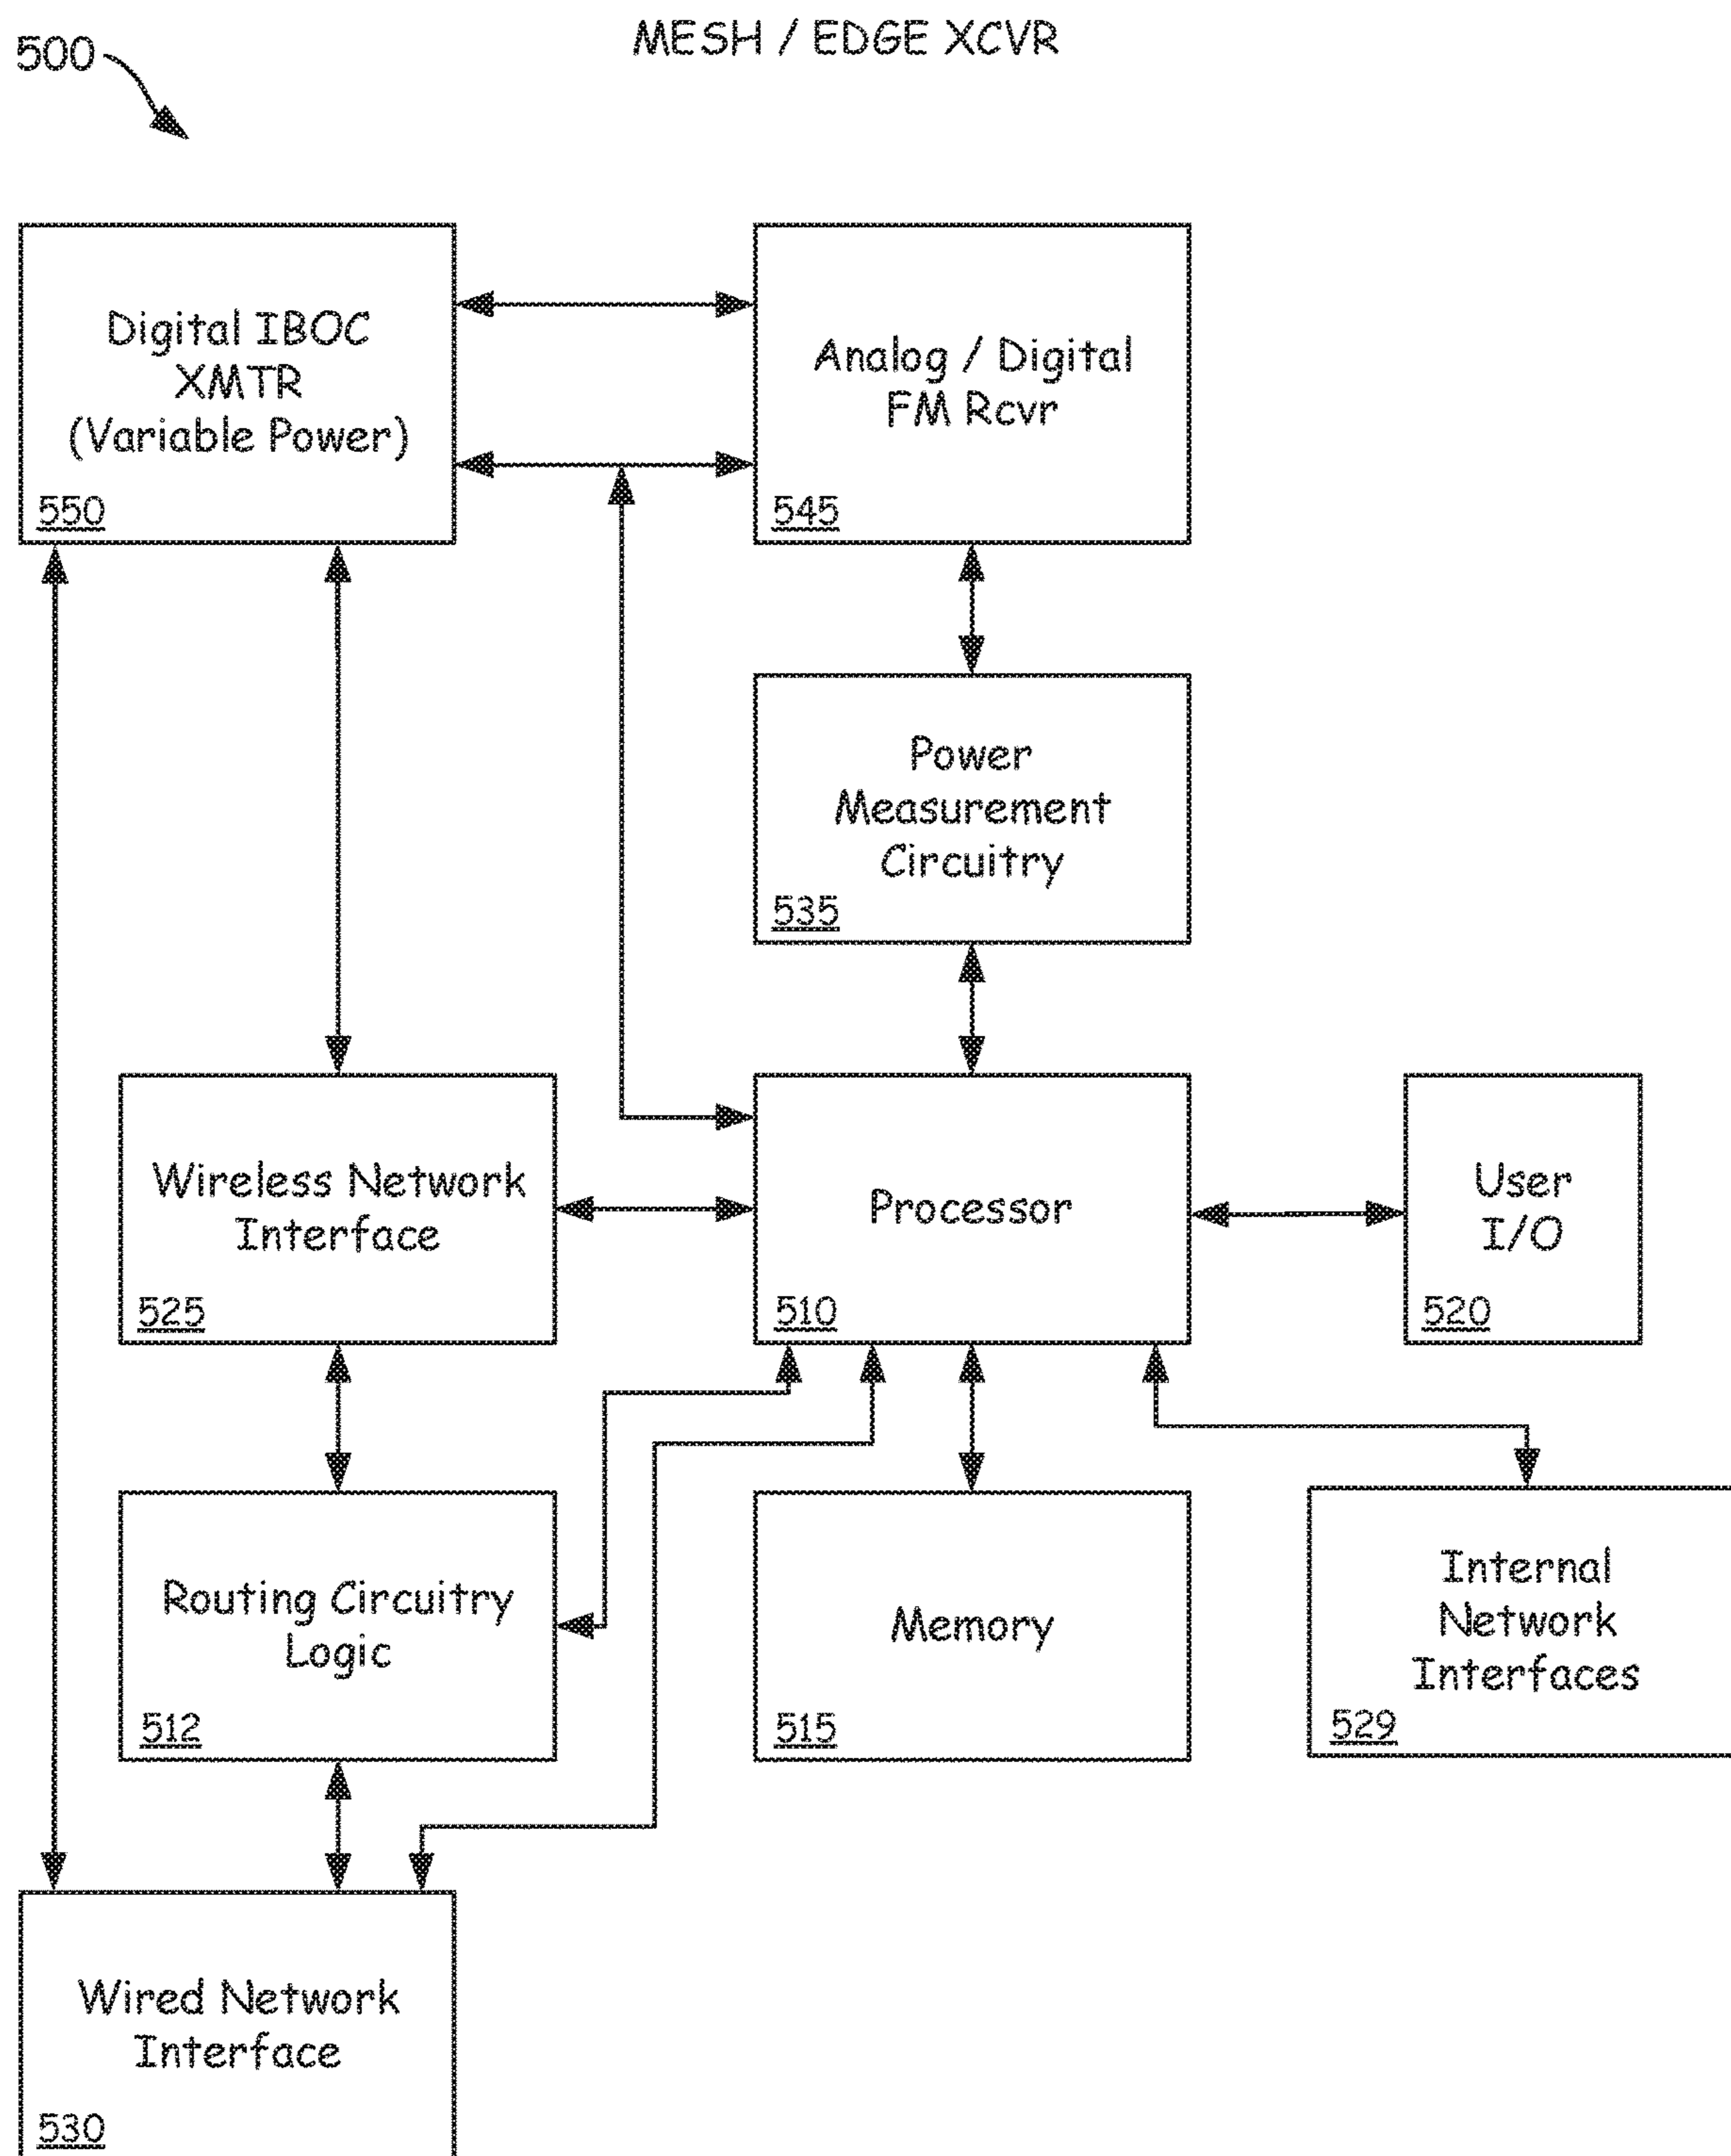 500
MESH / EDGE XCVR
Digital IBOC
XMTR
(Variable Power)
550
Analog / Digital
FM Rcvr
545
Power
Measurement
Circuitry
535
Wireless Network
Interface
525
Processor
510
User
I/O
520
Routing Circuitry
Logic
512
Memory
515
Internal
Network
Interfaces
529
Wired Network
Interface
530